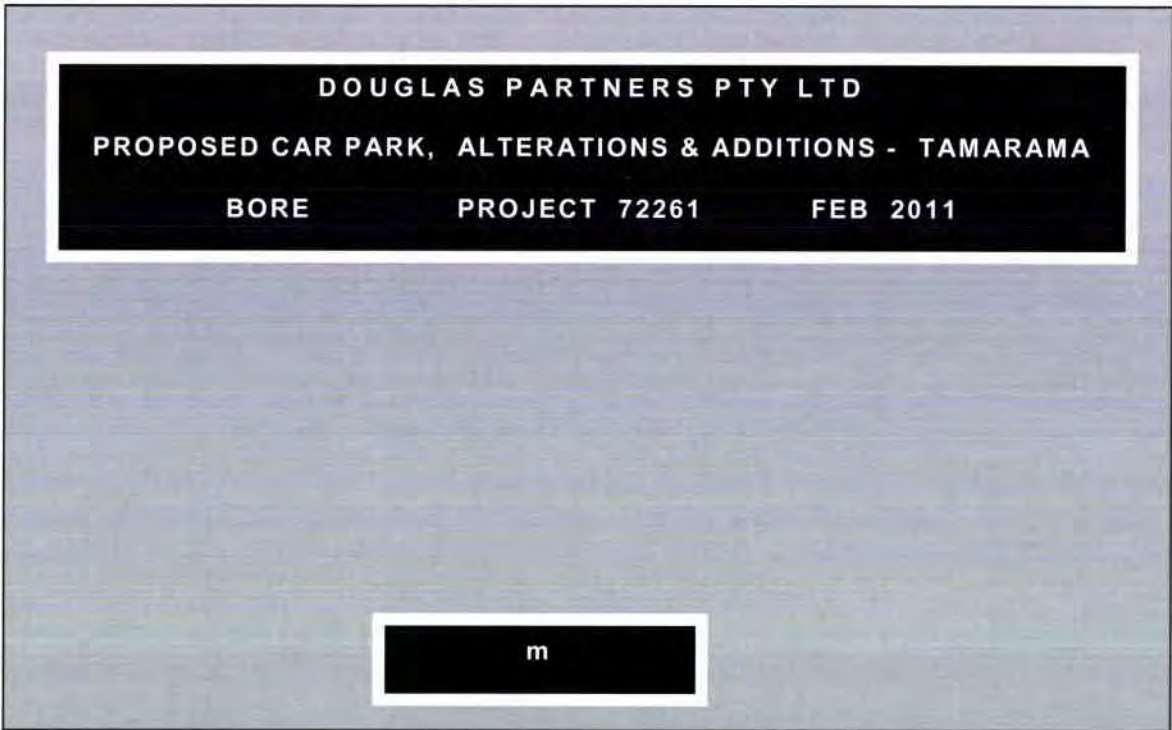 DOUGLAS PARTNERS PTY LTD
PROPOSED CAR PARK, ALTERATIONS & ADDITIONS - TAMARAMA
BORE PROJECT 72261 FEB 2011
m